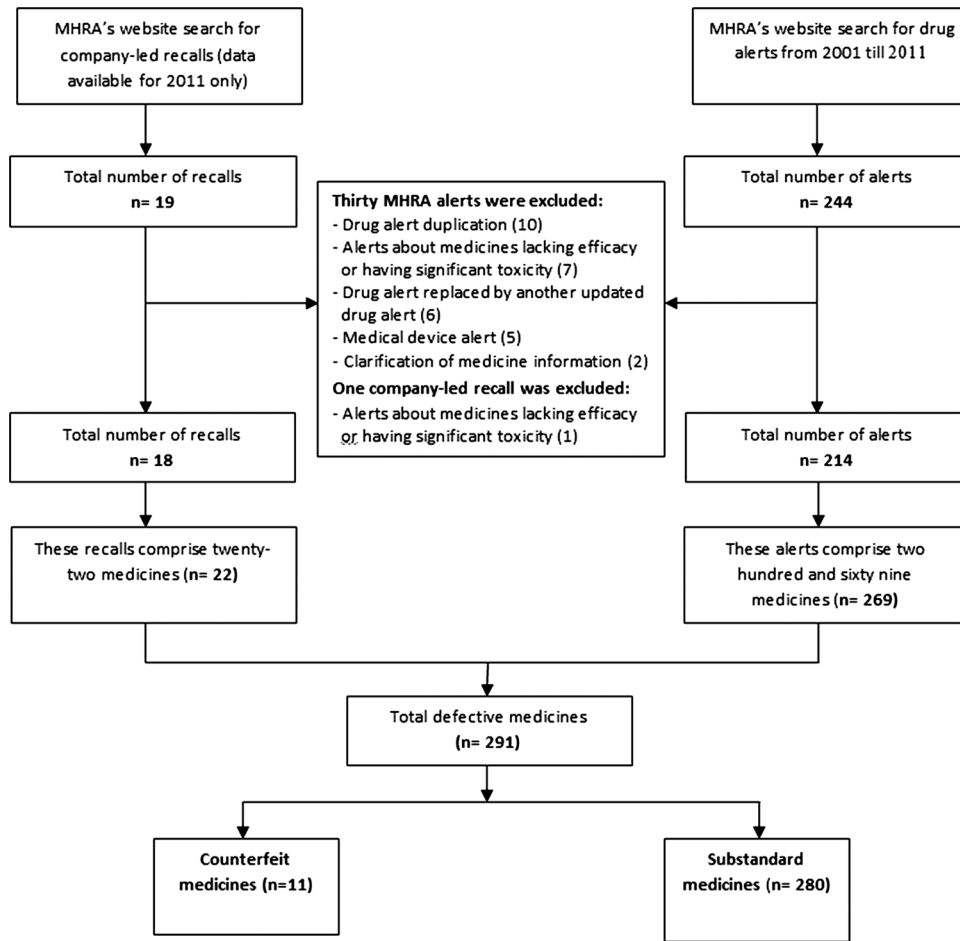 MHRA's website search for
company-led recalls (data
available for 2011 only)
MHRA's website search for drug
alerts from 2001 till 2011
Total number of recalls
n= 19
Total number of alerts
n= 244
Thirty MHRA alerts were excluded:
- Drug alert duplication (10)
- Alerts about medicines lacking efficacy
or having significant toxicity (7)
- Drug alert replaced by another updated
drug alert (6)
- Medical device alert (5)
- Clarification of medicine information (2)
One company-led recall was excluded:
- Alerts about medicines lacking efficacy
or having significant toxicity (1)
Total number of recalls
n= 18
Total number of alerts
n= 214
These recalls comprise twenty-
two medicines (n= 22)
These alerts comprise two
hundred and sixty nine
medicines (n= 269)
Total defective medicines
(n= 291)
Counterfeit
medicines (n=11)
Substandard
medicines (n= 280)